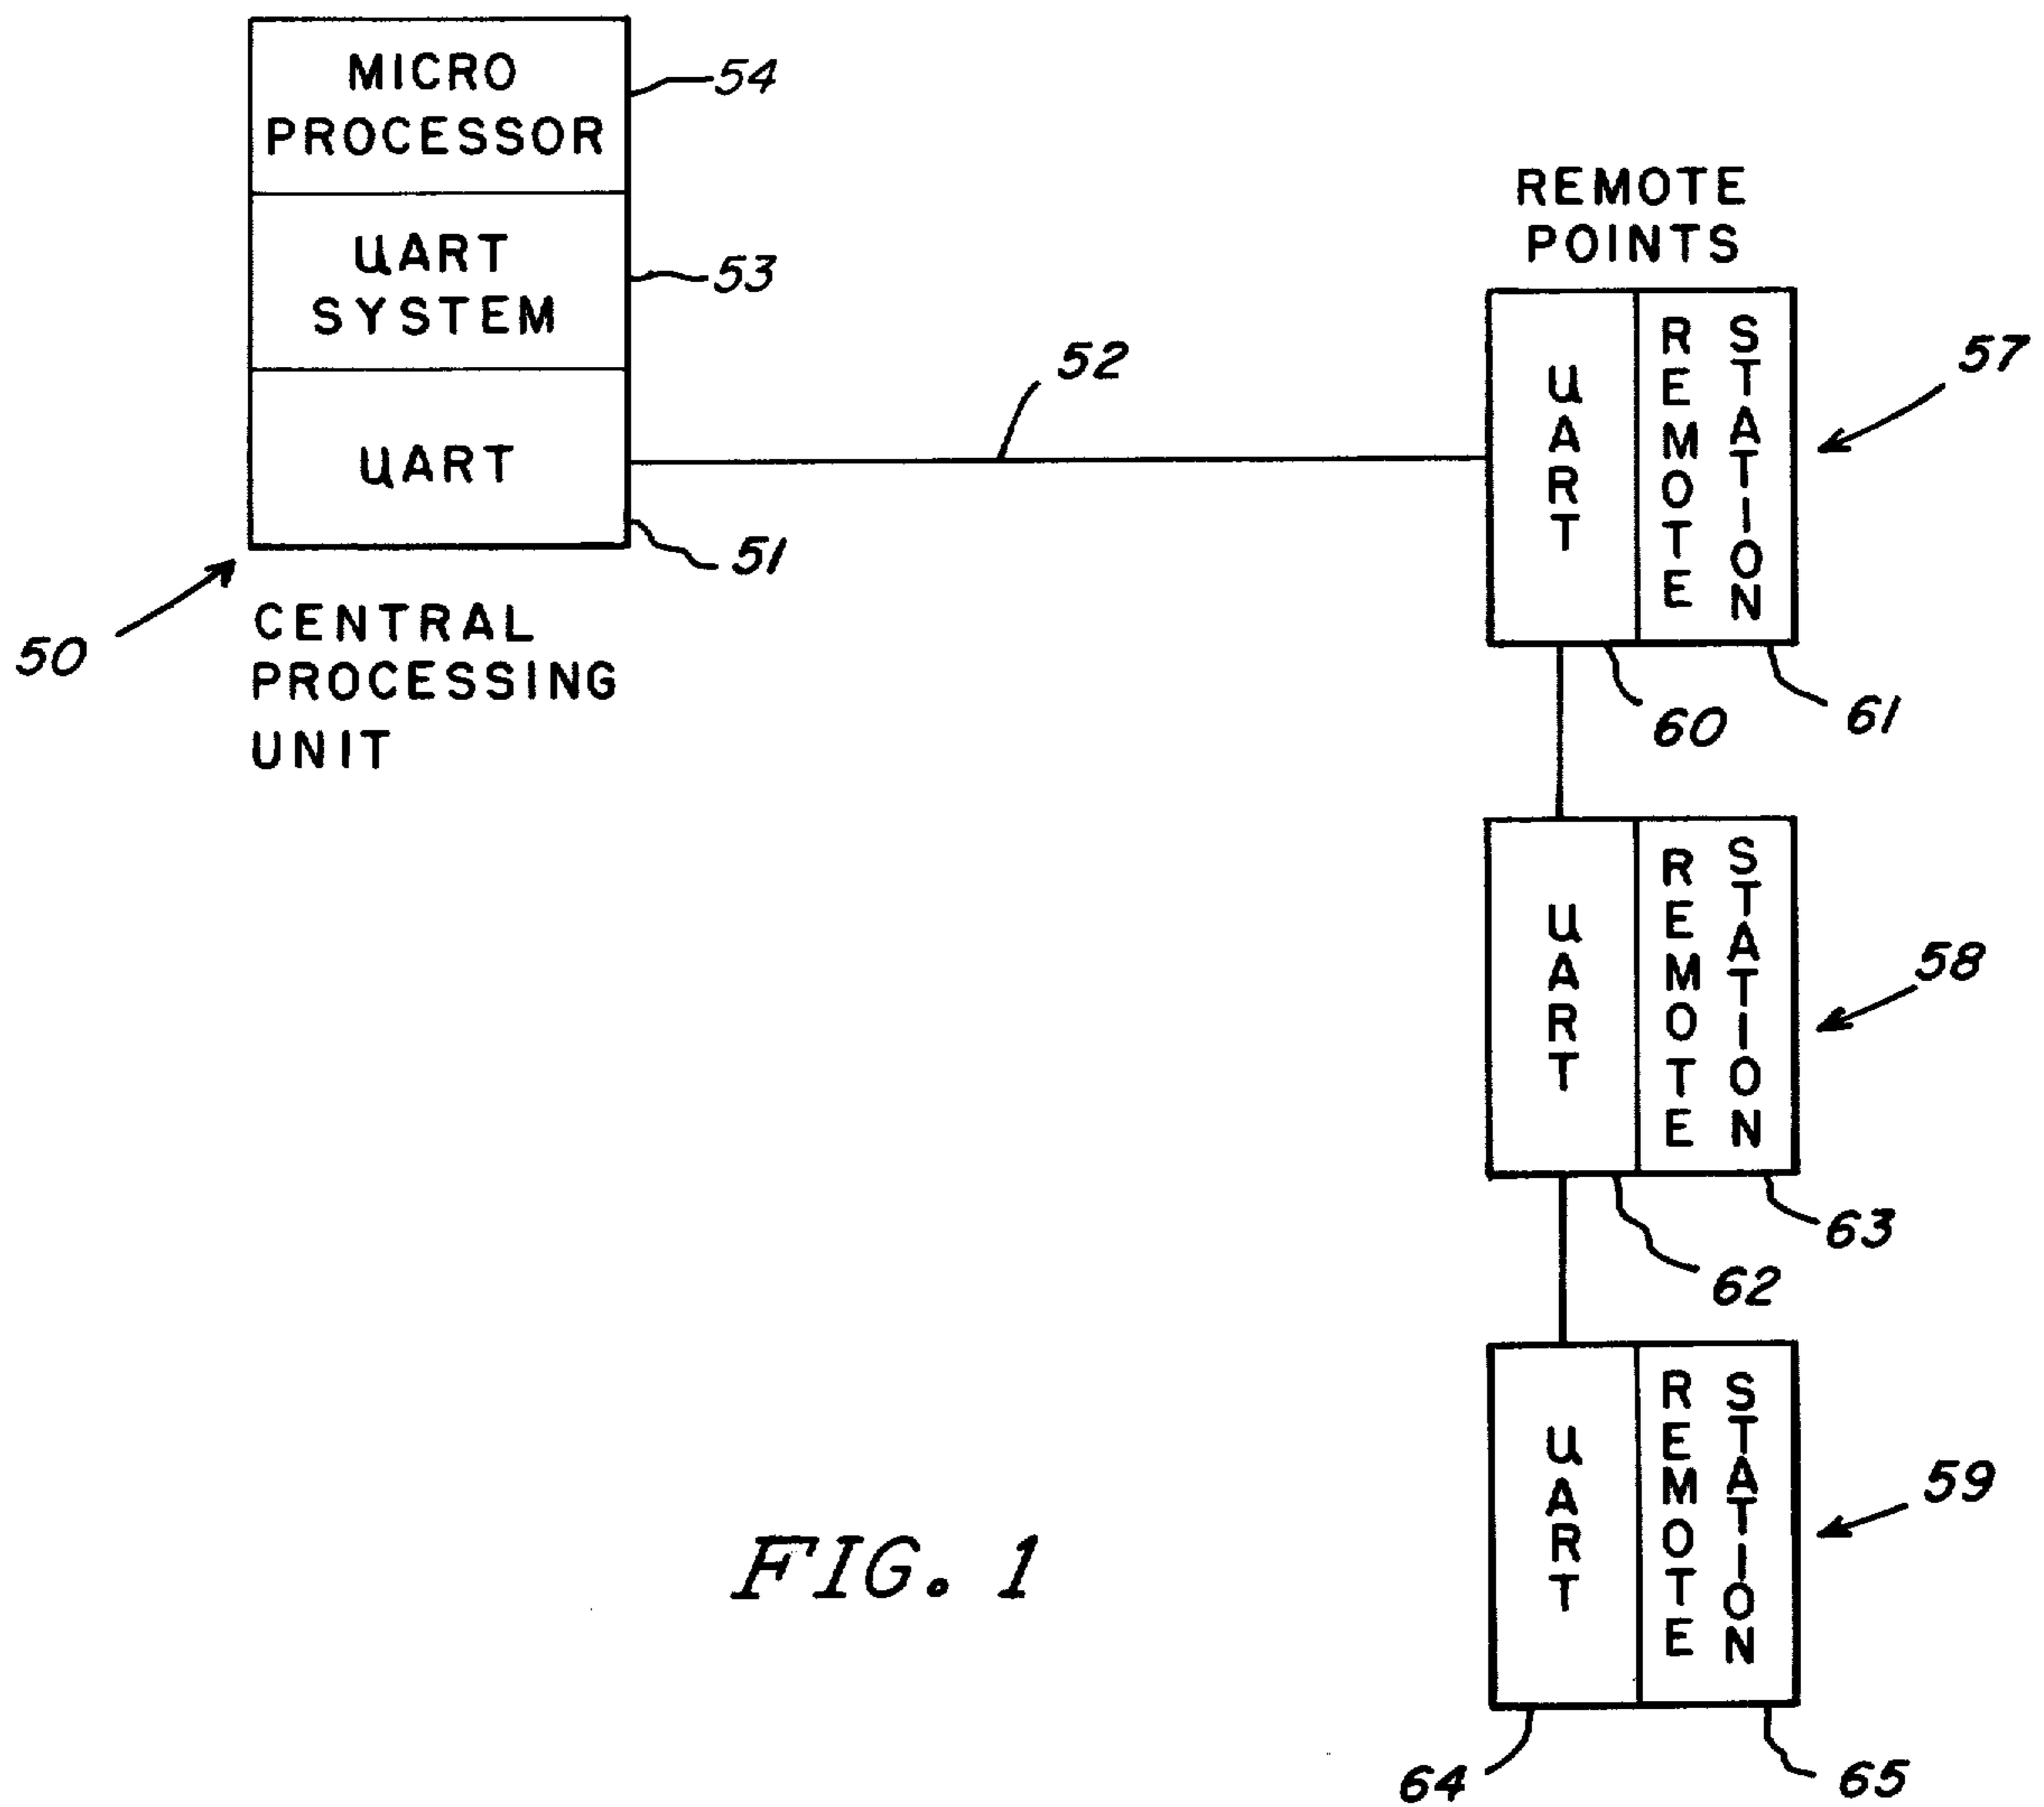 MICRO
PROCESSOR
54
UART
SYSTEM
53
UART
51
50
CENTRAL
PROCESSING
UNIT
52
REMOTE
POINTS
UART
REMOTE
STATION
57
60
61
UART
REMOTE
STATION
58
62
63
UART
REMOTE
STATION
59
64
65
FIG. 1